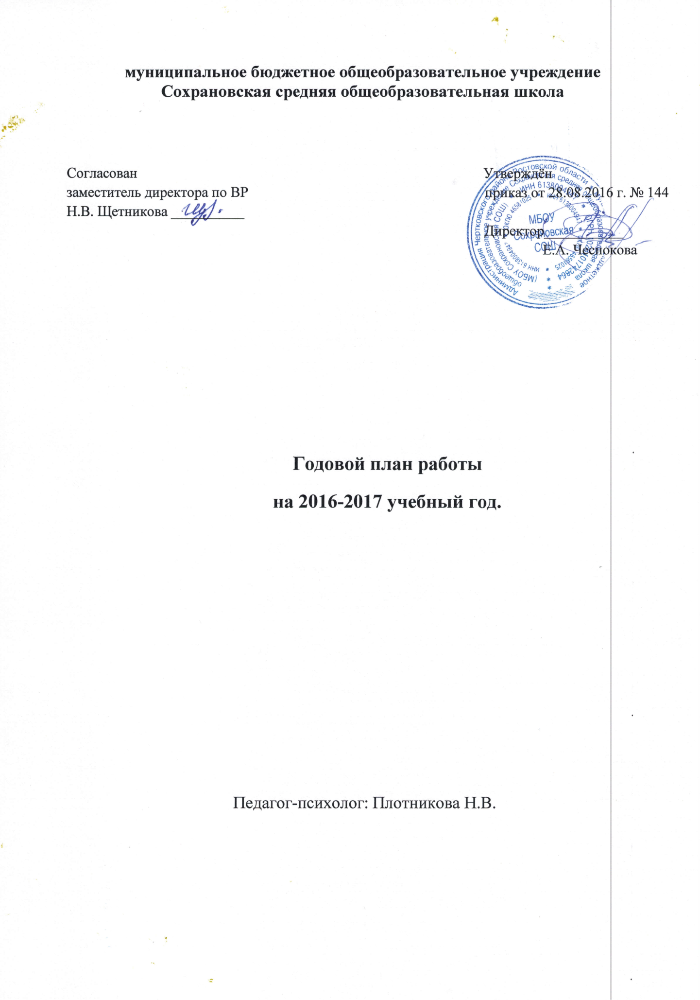 муниципальное бюджетное общеобразовательное учреждение
Сохрановская средняя общеобразовательная школа
Согласован
заместитель директора по ВР
Н.В. Щетникова ___________
Утверждён
приказ от 28.08.2016 г. № 144
Директор____________
Е.А. Чеснокова
МБОУ
Сохрановская
СОШ
Годовой план работы
на 2016-2017 учебный год.
Педагог-психолог: Плотникова Н.В.